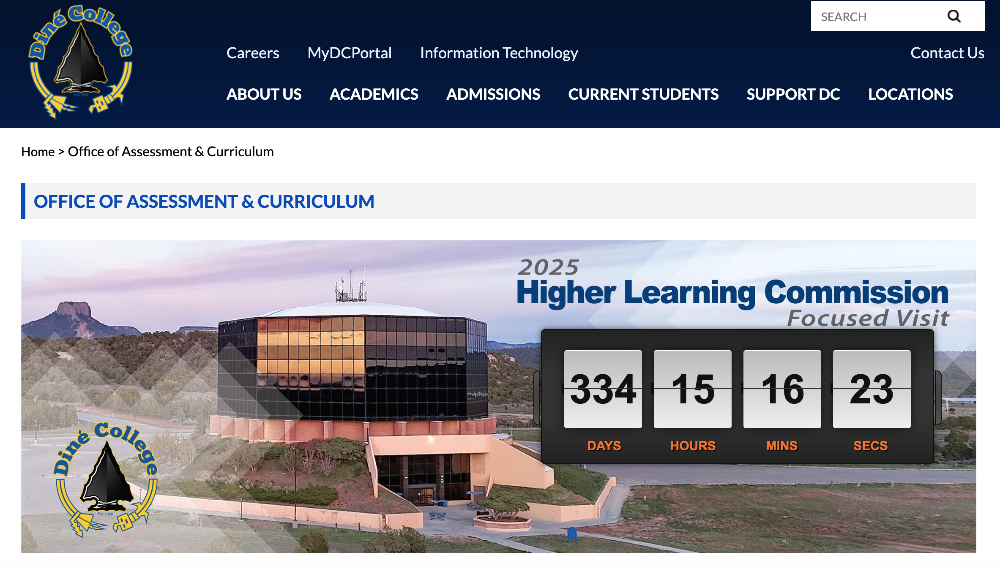 Diné College
Est. 1968
SEARCH
Careers MyDCPortal Information Technology Contact Us
ABOUT US ACADEMICS ADMISSIONS CURRENT STUDENTS SUPPORT DC LOCATIONS
Home > Office of Assessment & Curriculum
OFFICE OF ASSESSMENT & CURRICULUM
2025
Higher Learning Commission
Focused Visit
334 15 16 23
DAYS HOURS MINS SECS
Diné College
Est. 1968